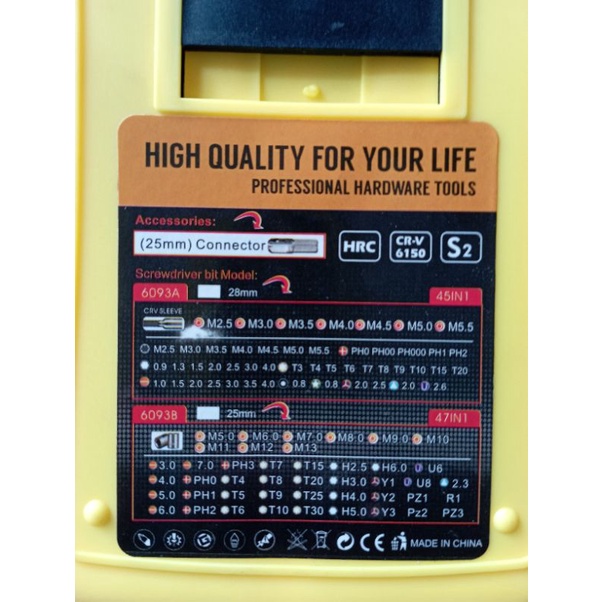 HIGH QUALITY FOR YOUR LIFE
PROFESSIONAL HARDWARE TOOLS
Accessories:
(25mm) Connector
HRC
CR-V 6150
S2
Screwdriver bit Model:
6093A 28mm 45IN1
CRV SLEEVE
M2.5 M3.0 M3.5 M4.0 M4.5 M5.0 M5.5
M2.5 M3.0 M3.5 M4.0 M4.5 M5.0 M5.5 PH0 PH00 PH000 PH1 PH2
0.9 1.3 1.5 2.0 2.5 3.0 4.0 T3 T4 T5 T6 T7 T8 T9 T10 T15 T20
1.0 1.5 2.0 2.5 3.0 3.5 4.0 0.8 0.8 2.0 2.5 2.0 2.6
6093B 25mm 47IN1
M5.0 M6.0 M7.0 M8.0 M9.0 M10
M11 M12 M13
3.0 7.0 PH3 T7 T15 H2.5 H6.0 U6
4.0 PH0 T4 T8 T20 H3.0 Y1 U8 2.3
5.0 PH1 T5 T9 T25 H4.0 Y2 PZ1 R1
6.0 PH2 T6 T10 T30 H5.0 Y3 Pz2 PZ3
CE MADE IN CHINA